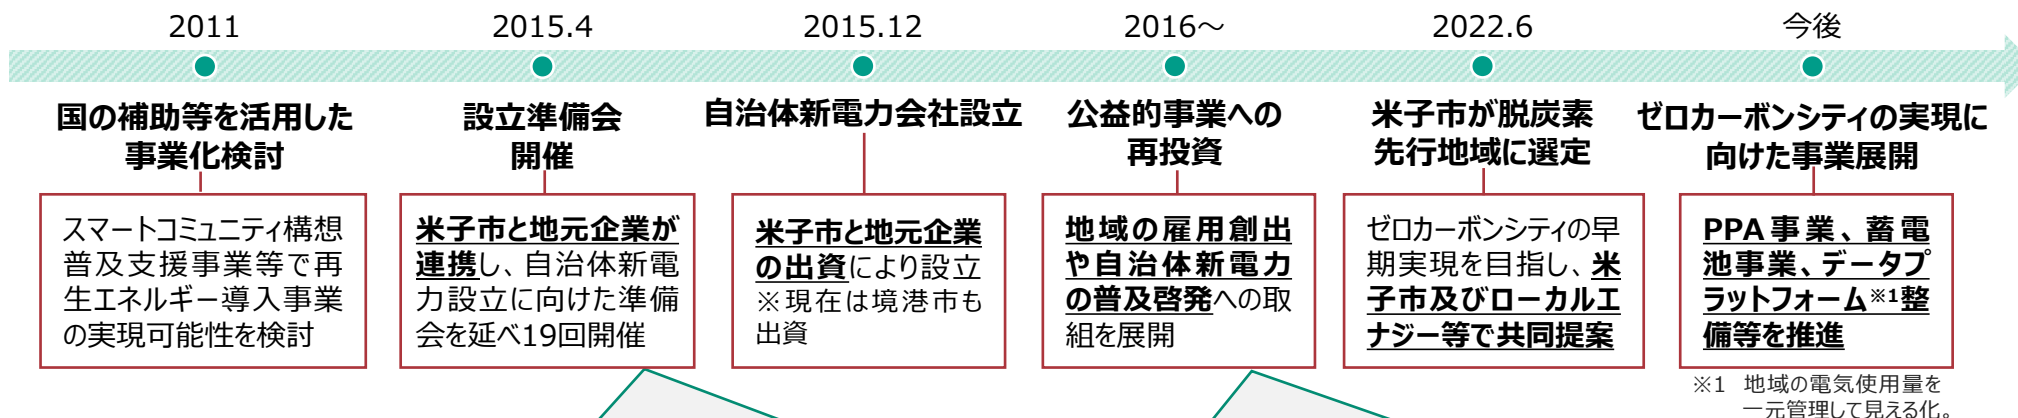 2011
国の補助等を活用した
事業化検討
スマートコミュニティ構想
普及支援事業等で再
生エネルギー導入事業
の実現可能性を検討
2015.4
設立準備会
開催
米子市と地元企業が
連携し、自治体新電
力設立に向けた準備
会を延べ19回開催
2015.12
自治体新電力会社設立
米子市と地元企業
の出資により設立
※現在は境港市も
出資
2016～
公益的事業への
再投資
地域の雇用創出
や自治体新電力
の普及啓発への取
組を展開
2022.6
米子市が脱炭素
先行地域に選定
ゼロカーボンシティの早
期実現を目指し、米
子市及びローカルエ
ナジー等で共同提案
今後
ゼロカーボンシティの実現に
向けた事業展開
PPA事業、蓄電
池事業、データプ
ラットフォーム※1整
備等を推進
※1 地域の電気使用量を
一元管理して見える化。